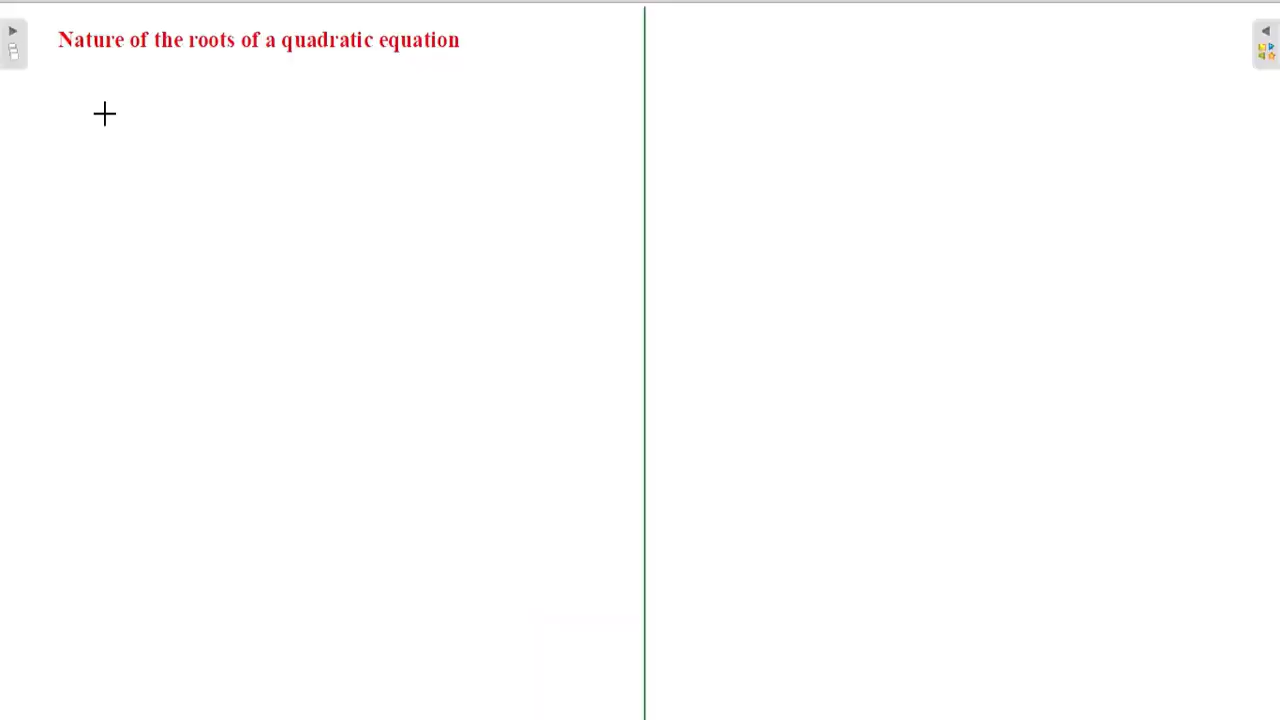 Nature of the roots of a quadratic equation